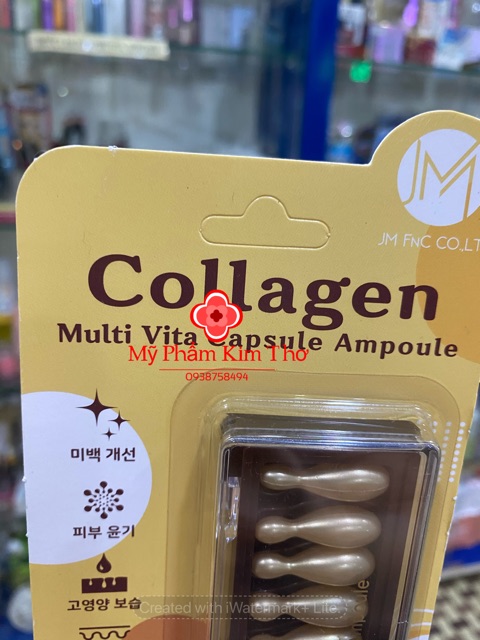 JM
JM FNC CO.,LT
Collagen
Multi Vita Capsule Ampoule
Mỹ Phẩm Kim Thơ
0938758494
미백 개선
피부 윤기
고영양 보습
Created with iWatermark+ Lite